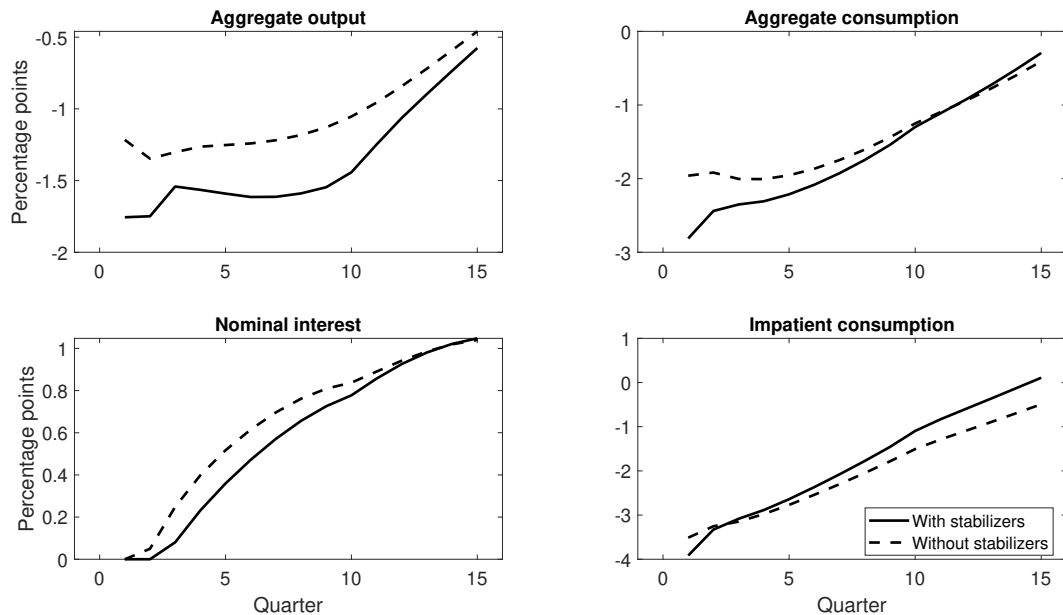 Aggregate output
Percentage points
-0.5
-1
-1.5
-2
0 5 10 15
Aggregate consumption
0
-1
-2
-3
0 5 10 15
Nominal interest
Percentage points
1
0.8
0.6
0.4
0.2
0
0 5 10 15
Quarter
Impatient consumption
1
0
-1
-2
-3
-4
0 5 10 15
Quarter
With stabilizers
Without stabilizers